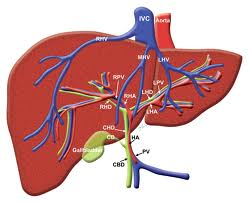 IVC
Aorta
RHV
MHV
LHV
RPV
LPV
RHA
LHD
RHD
LHA
CHD
CD
HA
Gallbladder
PV
CBD